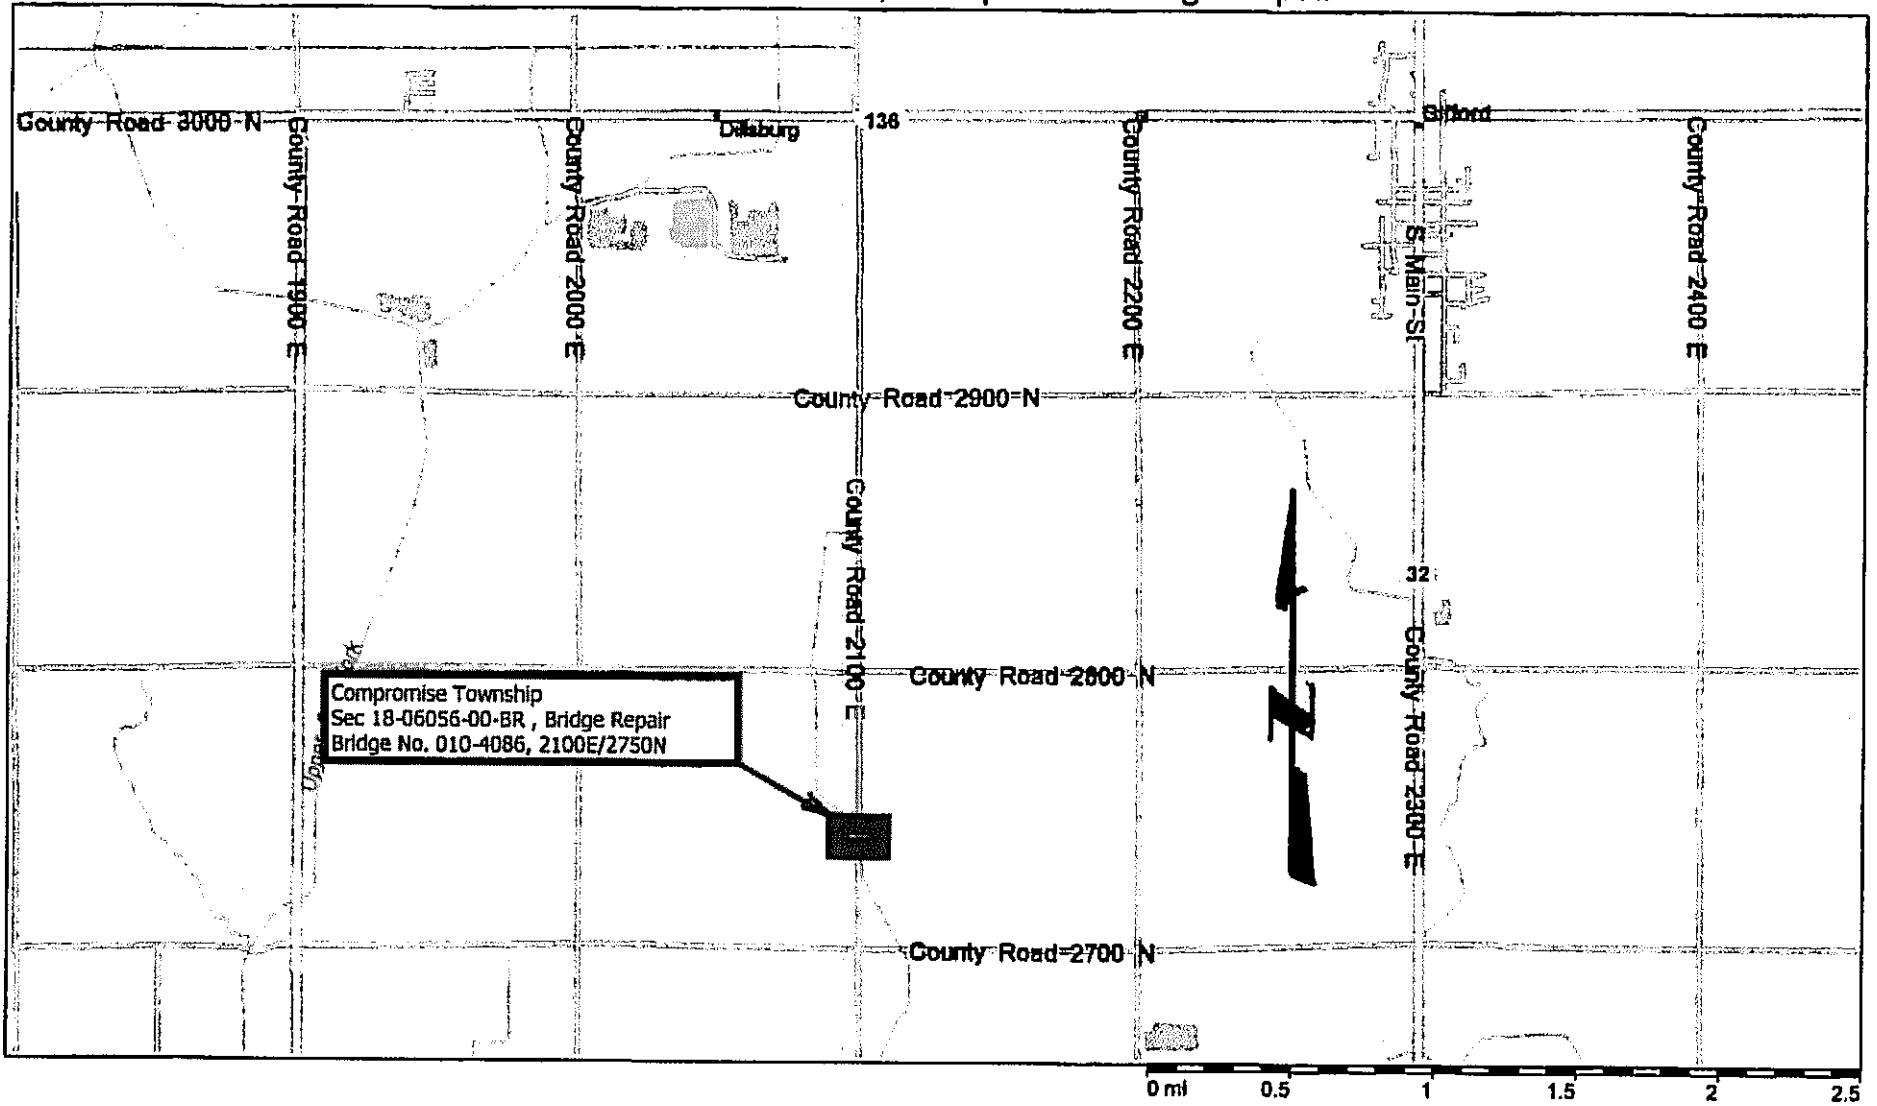 County Road 3000 N
Dillsburg
136
Gifford
County Road 1900 E
County Road 2000 E
County Road 2200 E
S Main St
County Road 2400 E
County Road 2900 N
County Road 2100 E
32
County Road 2800 N
County Road 2300 E
Compromise Township
Sec 18-06056-00-BR , Bridge Repair
Bridge No. 010-4086, 2100E/2750N
N
County Road 2700 N
0 mi 0.5 1 1.5 2 2.5